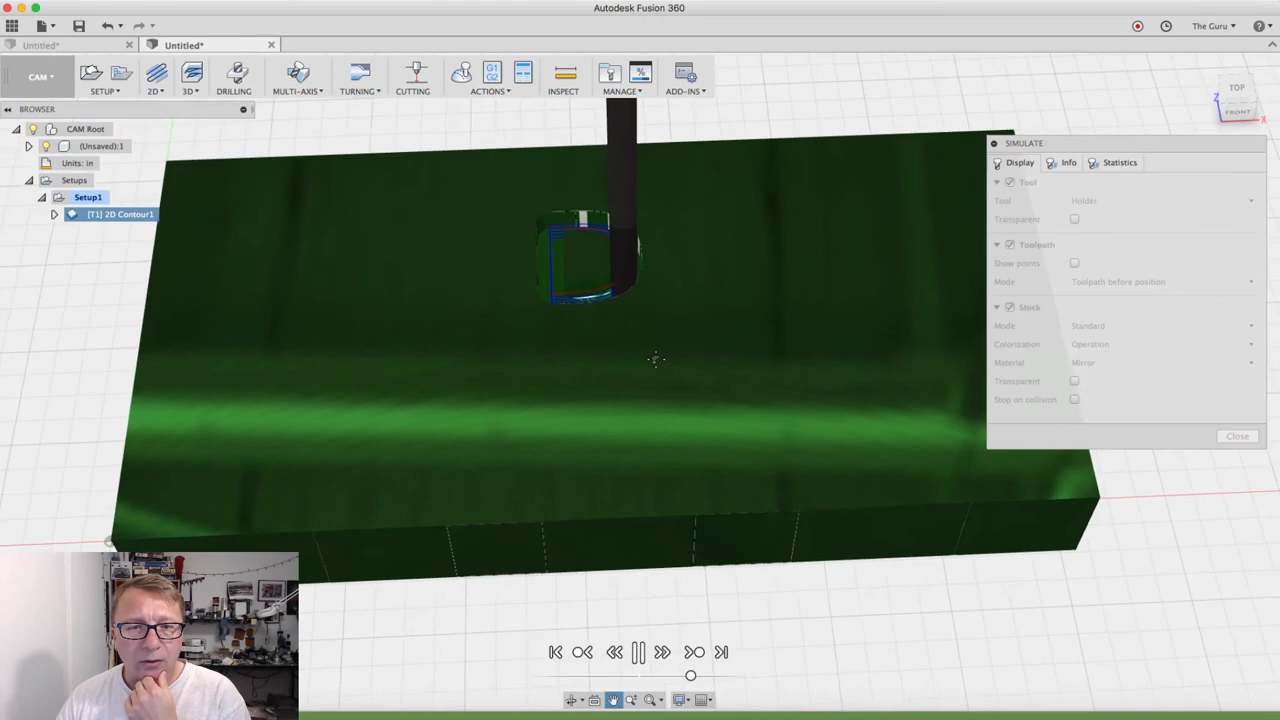 Autodesk Fusion 360
The Guru
Untitled*
Untitled*
CAM
SETUP
2D
3D
DRILLING
MULTI-AXIS
TURNING
CUTTING
G1
G2
ACTIONS
INSPECT
%
MANAGE
ADD-INS
BROWSER
CAM Root
(Unsaved):1
Units: in
Setups
Setup1
[T1] 2D Contour1
TOP
FRONT
Z
X
SIMULATE
Display
Info
Statistics
Tool
Tool Holder
Transparent
Toolpath
Show points
Mode Toolpath before position
Stock
Mode Standard
Colorization Operation
Material Mirror
Transparent
Stop on collision
Close